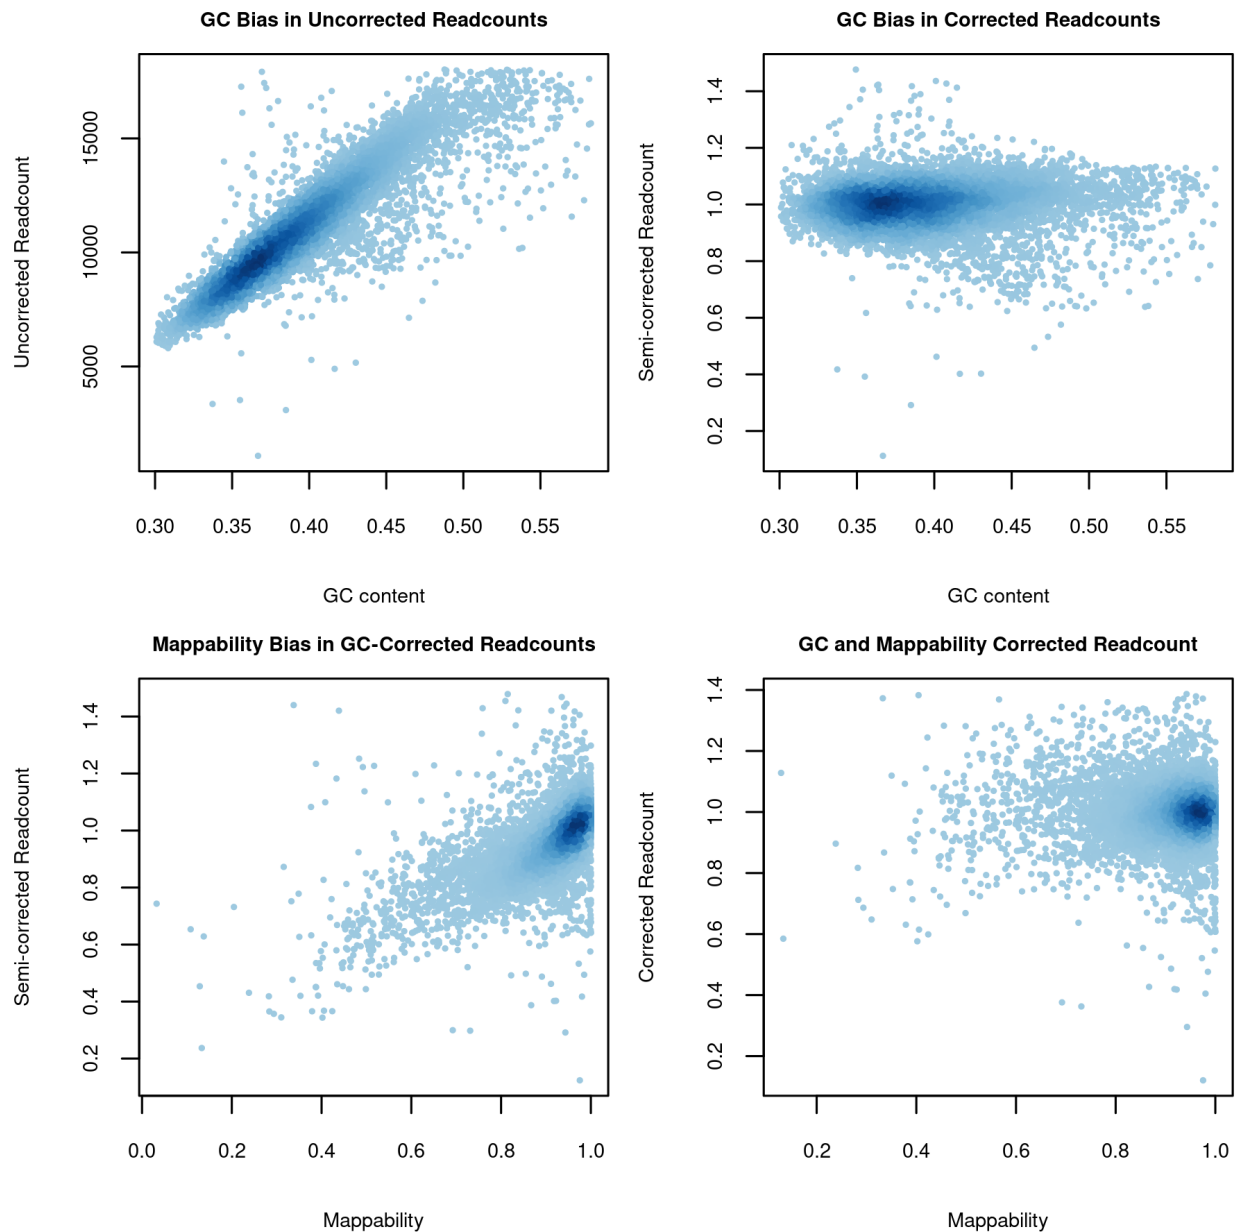 GC Bias in Uncorrected Readcounts
Uncorrected Readcount
15000
10000
5000
0.30 0.35 0.40 0.45 0.50 0.55
GC content
GC Bias in Corrected Readcounts
Semi-corrected Readcount
1.4
1.2
1.0
0.8
0.6
0.4
0.2
0.30 0.35 0.40 0.45 0.50 0.55
GC content
Mappability Bias in GC-Corrected Readcounts
Semi-corrected Readcount
1.4
1.2
1.0
0.8
0.6
0.4
0.2
0.0 0.2 0.4 0.6 0.8 1.0
Mappability
GC and Mappability Corrected Readcount
Corrected Readcount
1.4
1.2
1.0
0.8
0.6
0.4
0.2
0.2 0.4 0.6 0.8 1.0
Mappability